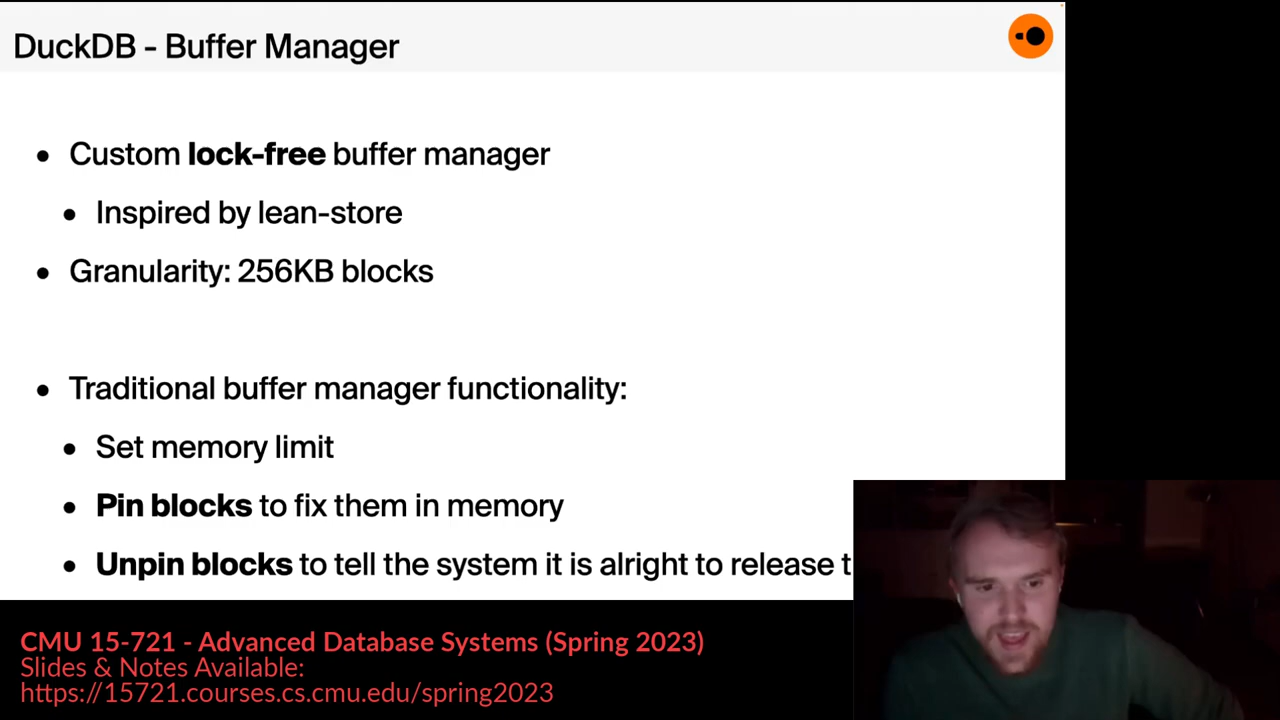 DuckDB - Buffer Manager
Custom lock-free buffer manager
Inspired by lean-store
Granularity: 256KB blocks
Traditional buffer manager functionality:
Set memory limit
Pin blocks to fix them in memory
Unpin blocks to tell the system it is alright to release
CMU 15-721 - Advanced Database Systems (Spring 2023)
Slides & Notes Available:
https://15721.courses.cs.cmu.edu/spring2023